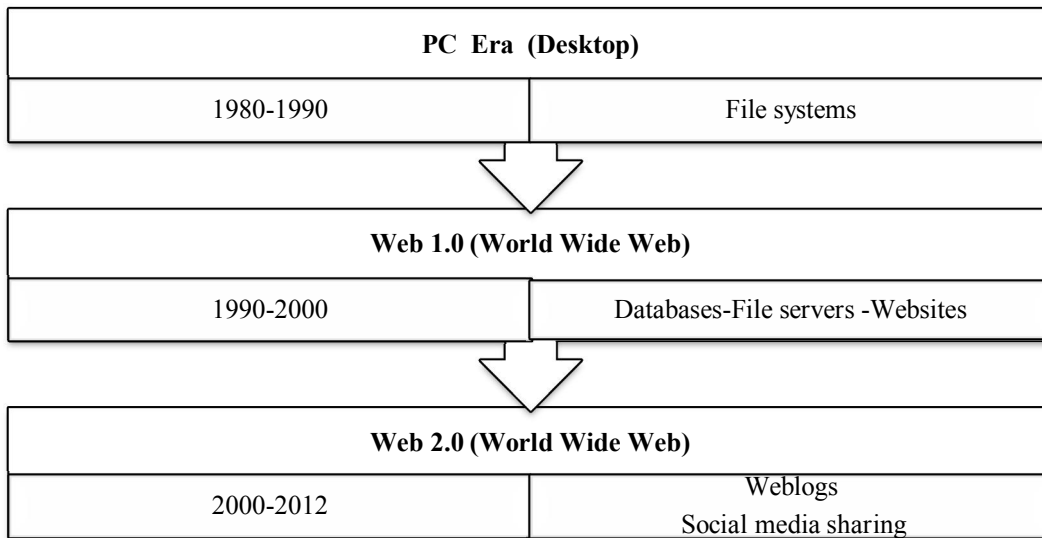 PC Era (Desktop)
1980-1990
File systems
Web 1.0 (World Wide Web)
1990-2000
Databases-File servers -Websites
Web 2.0 (World Wide Web)
2000-2012
Weblogs
Social media sharing